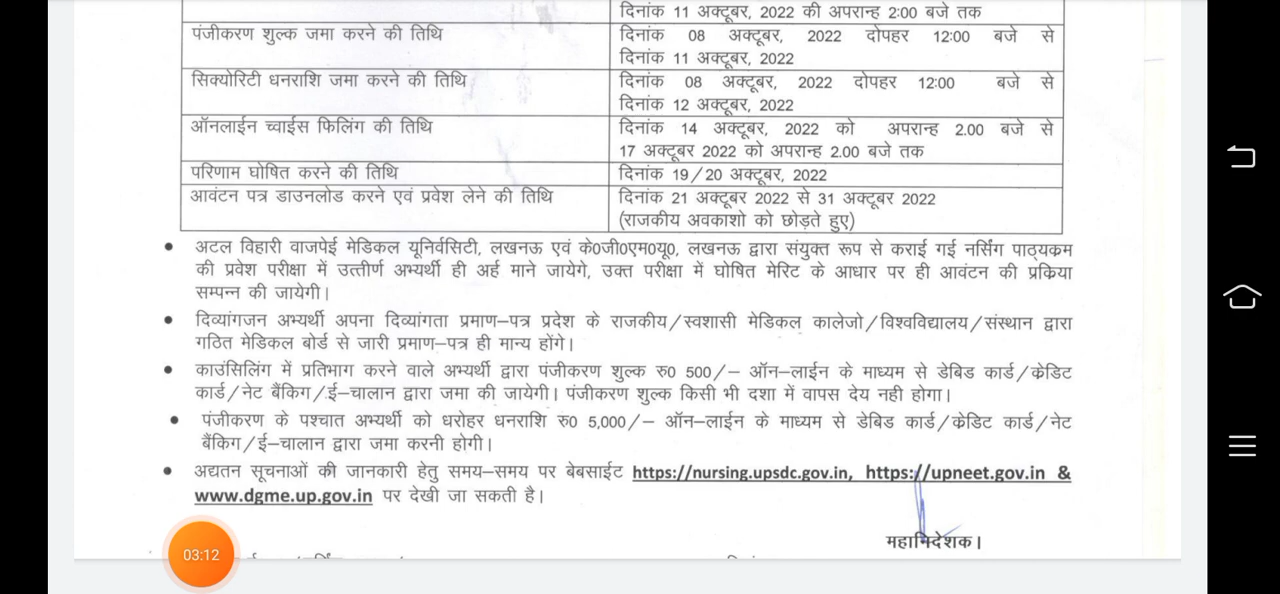 दिनांक 11 अक्टूबर, 2022 की अपरान्ह 2:00 बजे तक
पंजीकरण शुल्क जमा करने की तिथि
दिनांक 08 अक्टूबर, 2022 दोपहर 12:00 बजे से
दिनांक 11 अक्टूबर, 2022
सिक्योरिटी धनराशि जमा करने की तिथि
दिनांक 08 अक्टूबर, 2022 दोपहर 12:00 बजे से
दिनांक 12 अक्टूबर, 2022
ऑनलाईन च्वाईस फिलिंग की तिथि
दिनांक 14 अक्टूबर, 2022 को अपरान्ह 2.00 बजे से
17 अक्टूबर 2022 को अपरान्ह 2.00 बजे तक
परिणाम घोषित करने की तिथि
दिनांक 19/20 अक्टूबर, 2022
आवंटन पत्र डाउनलोड करने एवं प्रवेश लेने की तिथि
दिनांक 21 अक्टूबर 2022 से 31 अक्टूबर 2022
(राजकीय अवकाशो को छोड़ते हुए)
• अटल विहारी वाजपेई मेडिकल यूनिर्वसिटी, लखनऊ एवं के0जी0एम0यू0, लखनऊ द्वारा संयुक्त रूप से कराई गई नर्सिंग पाठ्यक्रम
की प्रवेश परीक्षा में उत्तीर्ण अभ्यर्थी ही अर्ह माने जायेगे, उक्त परीक्षा में घोषित मेरिट के आधार पर ही आवंटन की प्रकिया
सम्पन्न की जायेगी।
• दिव्यांगजन अभ्यर्थी अपना दिव्यांगता प्रमाण–पत्र प्रदेश के राजकीय/स्वशासी मेडिकल कालेजो/विश्वविद्यालय/संस्थान द्वारा
गठित मेडिकल बोर्ड से जारी प्रमाण–पत्र ही मान्य होंगे।
• काउंसिलिंग में प्रतिभाग करने वाले अभ्यर्थी द्वारा पंजीकरण शुल्क रु0 500/– ऑन–लाईन के माध्यम से डेबिड कार्ड/केडिट
कार्ड/नेट बैंकिग/ई–चालान द्वारा जमा की जायेगी। पंजीकरण शुल्क किसी भी दशा में वापस देय नही होगा।
• पंजीकरण के पश्चात अभ्यर्थी को धरोहर धनराशि रु0 5,000/– ऑन–लाईन के माध्यम से डेबिड कार्ड/केडिट कार्ड/नेट
बैंकिग/ई–चालान द्वारा जमा करनी होगी।
• अद्यतन सूचनाओं की जानकारी हेतु समय–समय पर बेबसाईट https://nursing.upsdc.gov.in, https://upneet.gov.in &
www.dgme.up.gov.in पर देखी जा सकती है।
महानिदेशक।
03:12